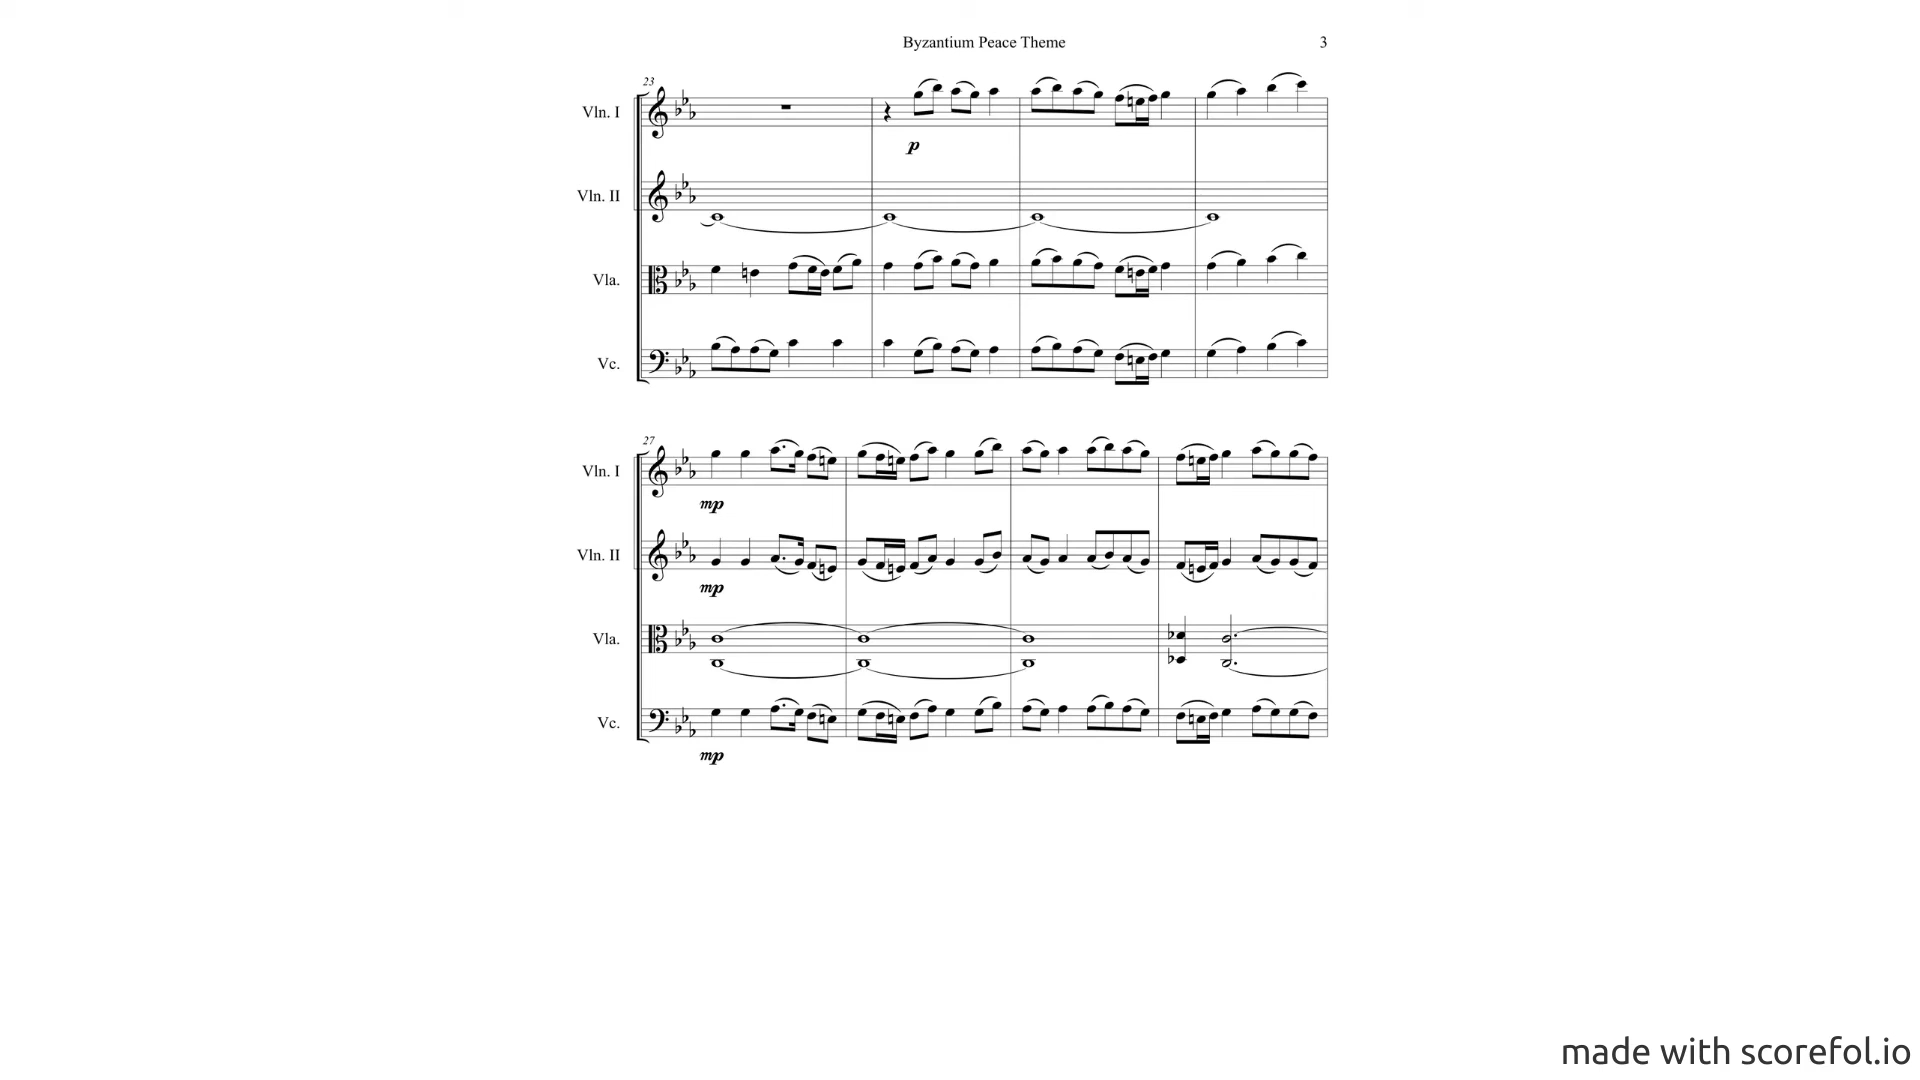 Byzantium Peace Theme 3
23
Vln. I
p
Vln. II
Vla.
Vc.
27
Vln. I
mp
Vln. II
mp
Vla.
Vc.
mp
made with scorefol.io